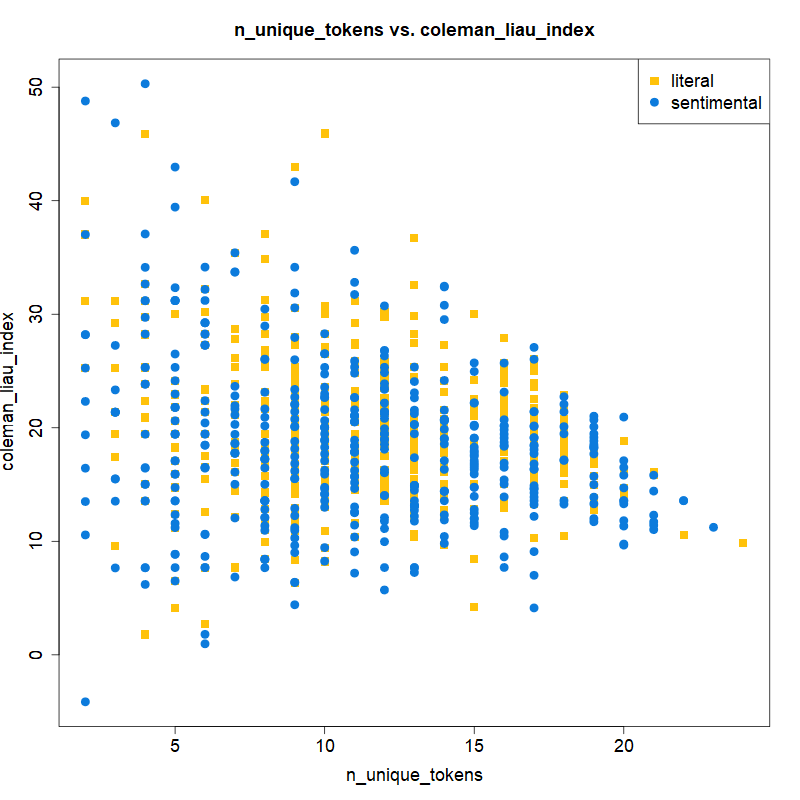 n_unique_tokens vs. coleman_liau_index
literal
sentimental
coleman_liau_index
50
40
30
20
10
0
5
10
15
20
n_unique_tokens